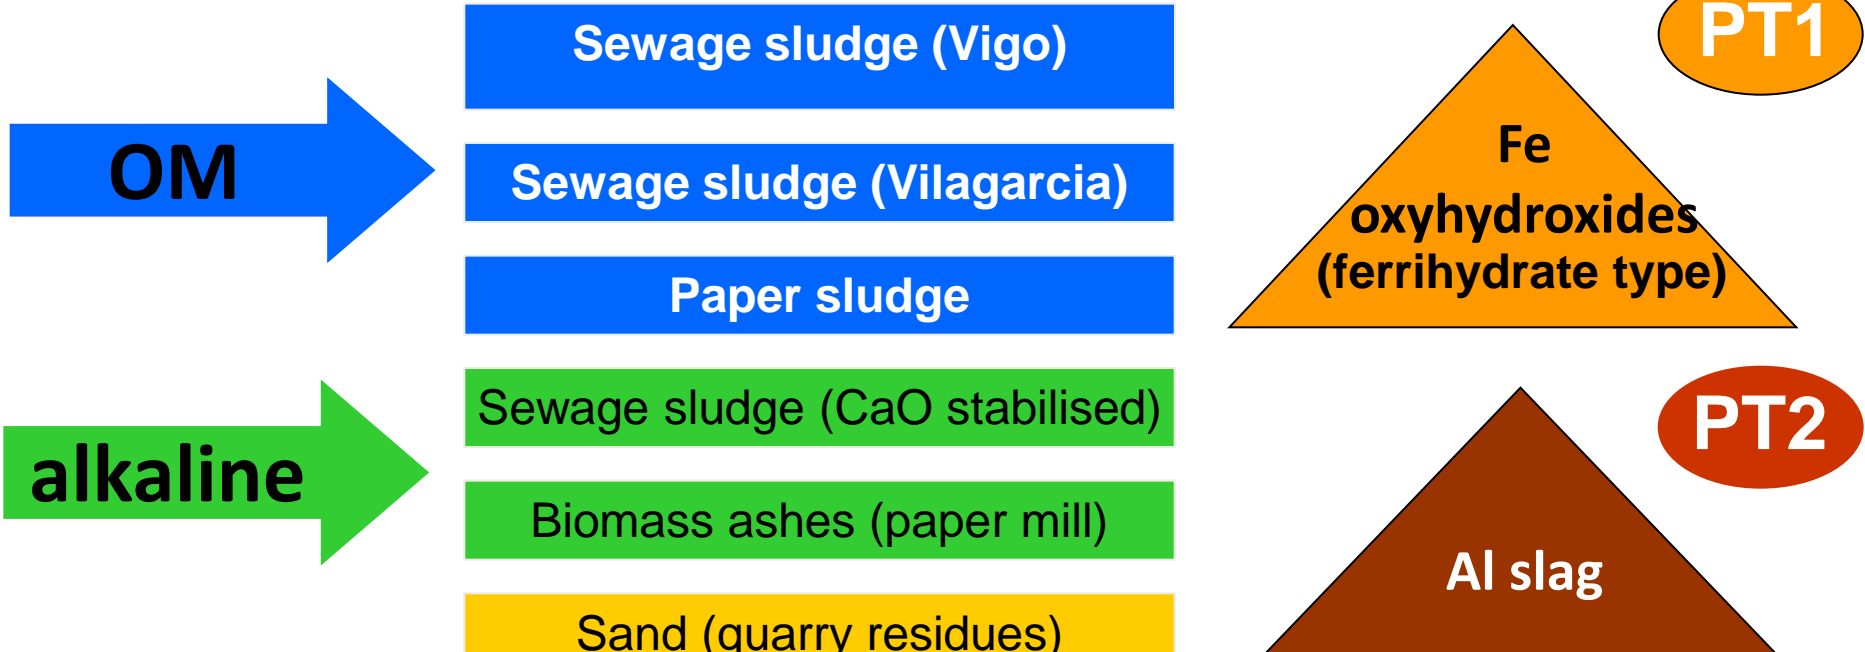 OM
alkaline
Sewage sludge (Vigo)
Sewage sludge (Vilagarcia)
Paper sludge
Sewage sludge (CaO stabilised)
Biomass ashes (paper mill)
Sand (quarry residues)
PT1
Fe
oxyhydroxides
(ferrihydrate type)
PT2
Al slag